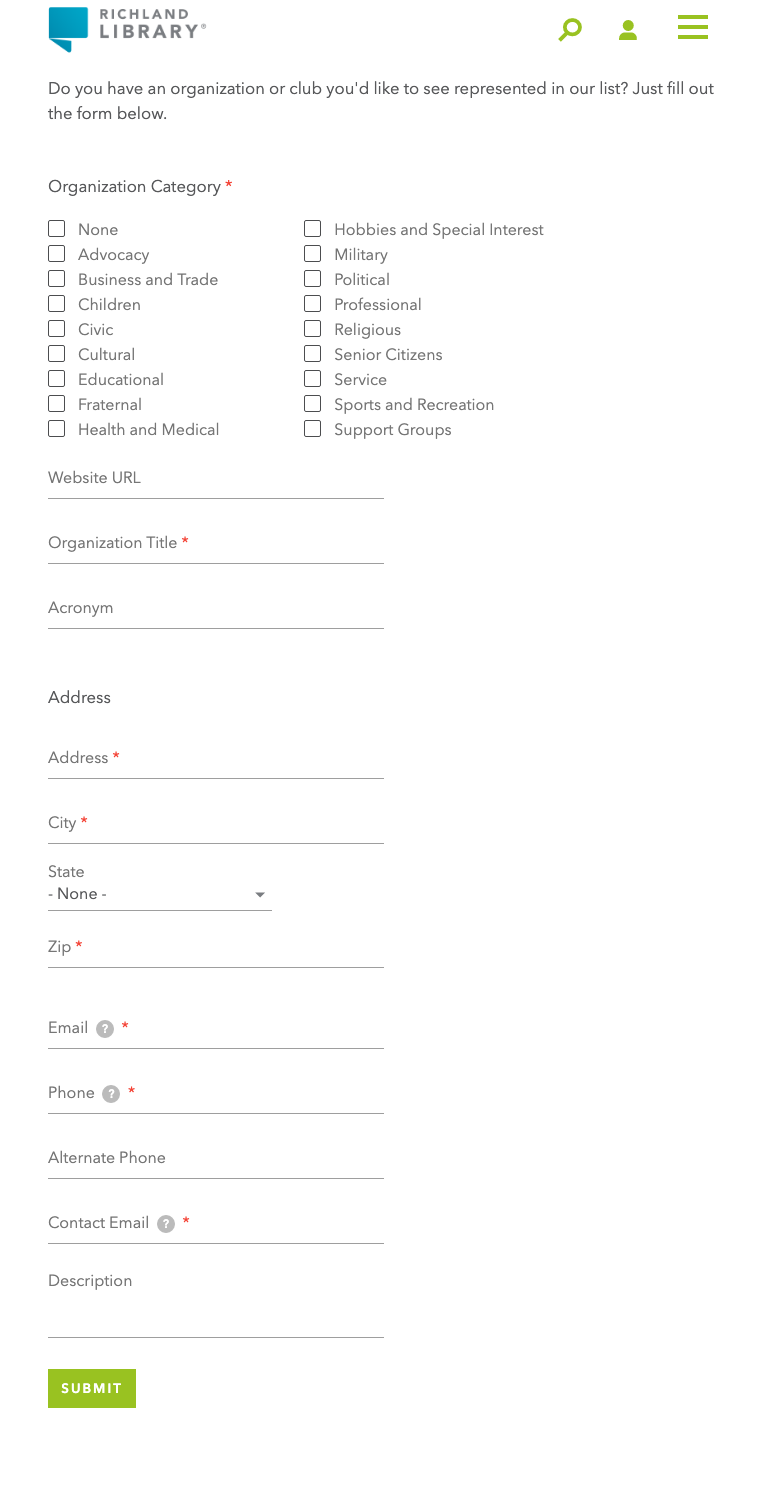 RICHLAND
LIBRARY®
Do you have an organization or club you'd like to see represented in our list? Just fill out
the form below.
Organization Category *
None
Advocacy
Business and Trade
Children
Civic
Cultural
Educational
Fraternal
Health and Medical
Hobbies and Special Interest
Military
Political
Professional
Religious
Senior Citizens
Service
Sports and Recreation
Support Groups
Website URL
Organization Title *
Acronym
Address
Address *
City *
State
- None -
Zip *
Email ? *
Phone ? *
Alternate Phone
Contact Email ? *
Description
SUBMIT